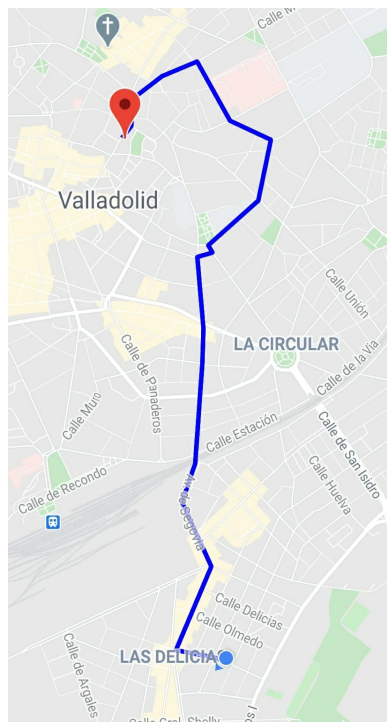 Calle M
Valladolid
Calle Unión
LA CIRCULAR
Calle de la Vía
Calle de Panaderos
Calle Muro
Calle Estación
Calle de San Isidro
Calle de Recondo
Calle Huelva
Av de Segovia
Calle Delicias
Calle Olmedo
LAS DELICIAS
Calle de Argales
Calle Gral. Shelly